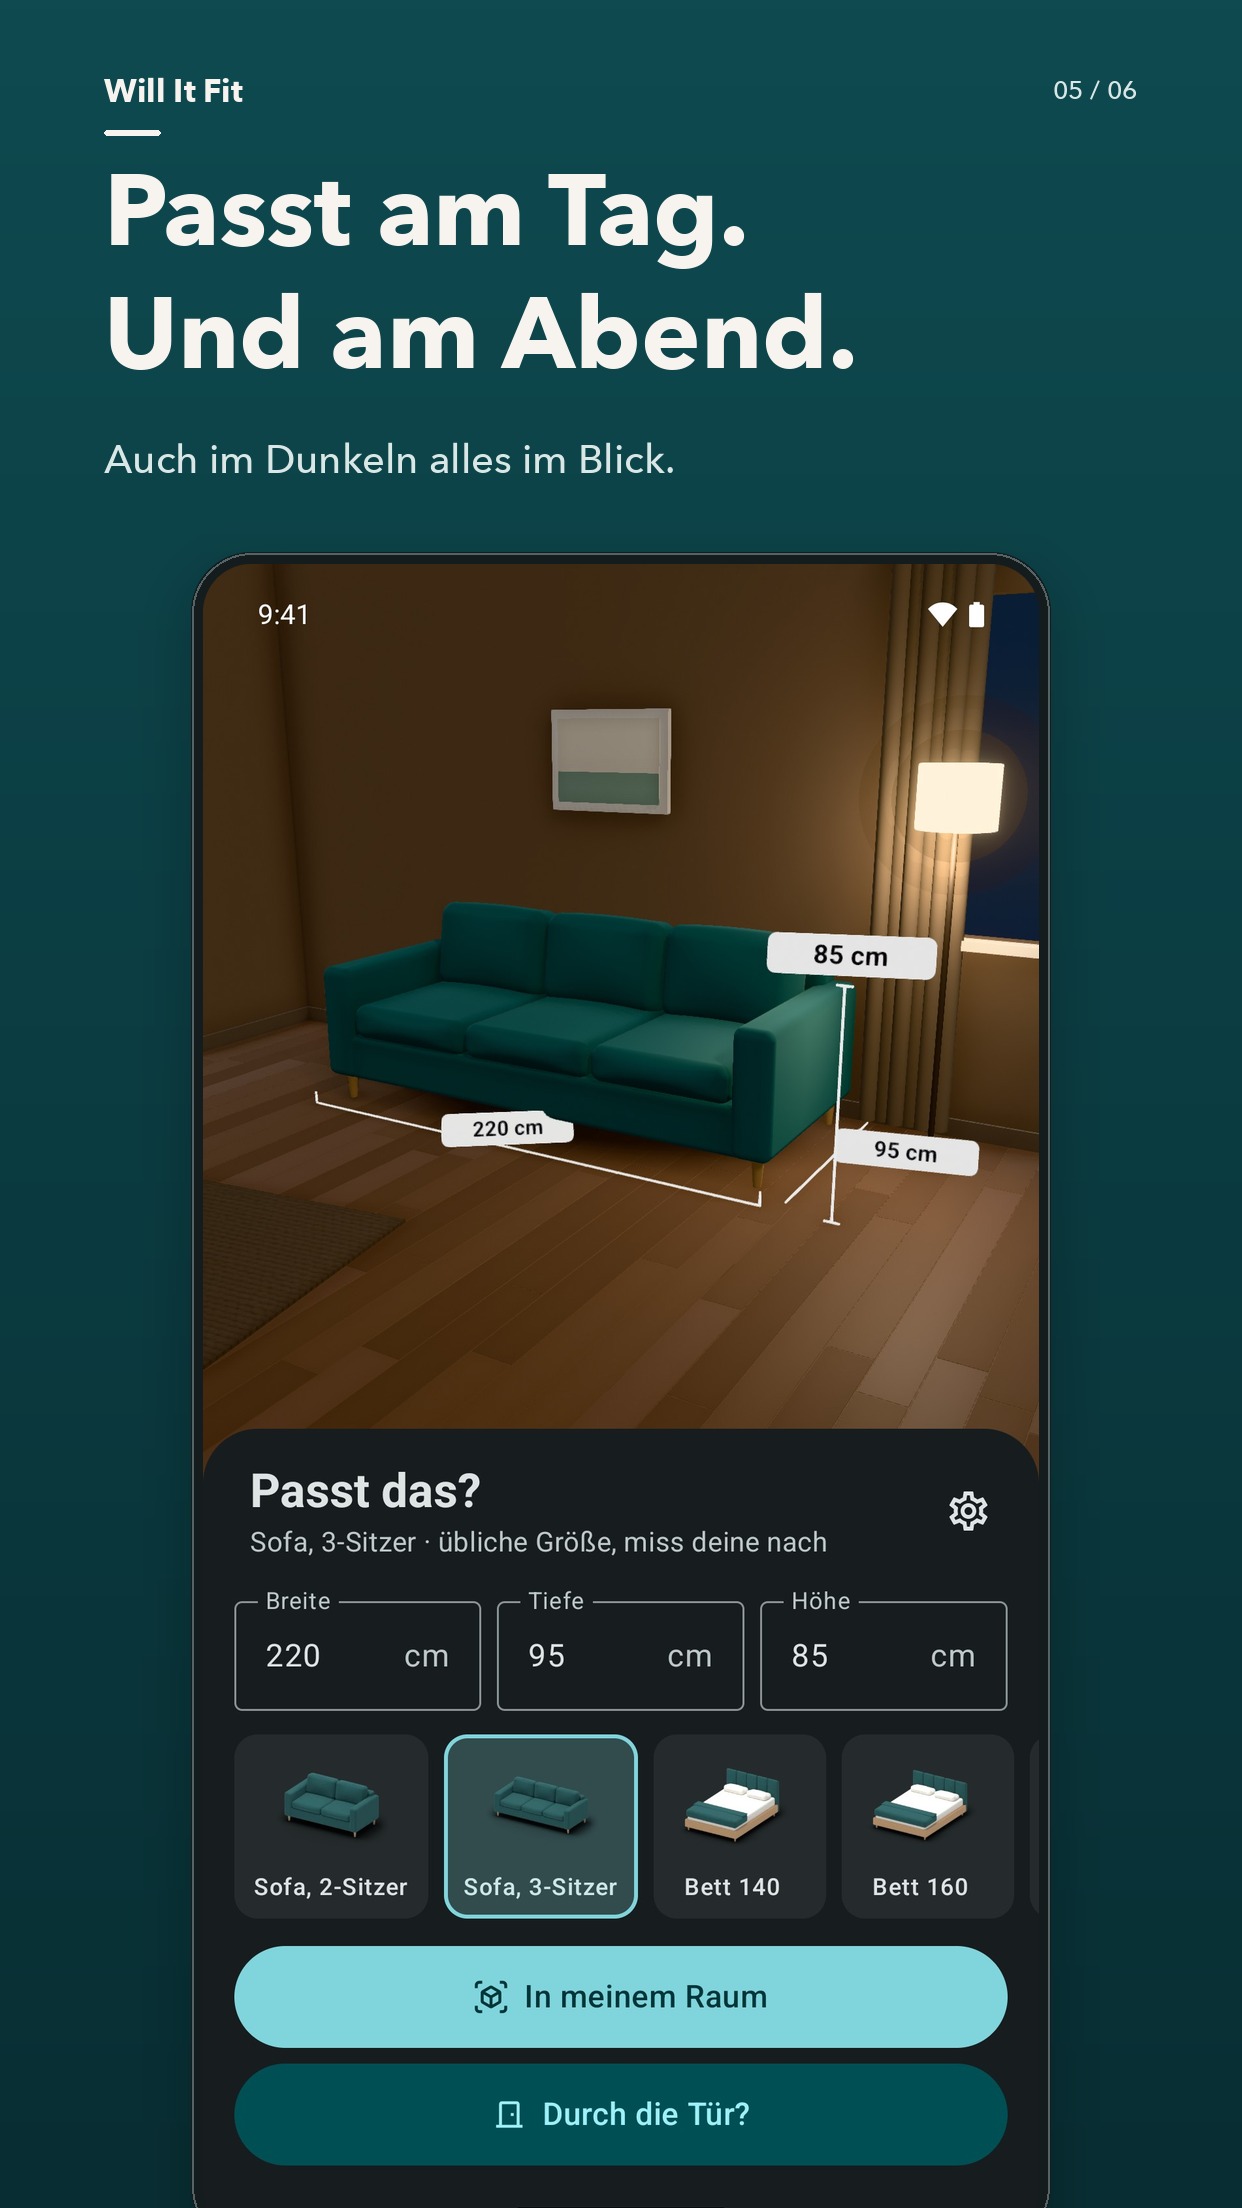 Will It Fit
05 / 06
Passt am Tag.
Und am Abend.
Auch im Dunkeln alles im Blick.
9:41
85 cm
220 cm
95 cm
Passt das?
Sofa, 3-Sitzer · übliche Größe, miss deine nach
Breite
Tiefe
Höhe
220 cm
95 cm
85 cm
Sofa, 2-Sitzer
Sofa, 3-Sitzer
Bett 140
Bett 160
In meinem Raum
Durch die Tür?